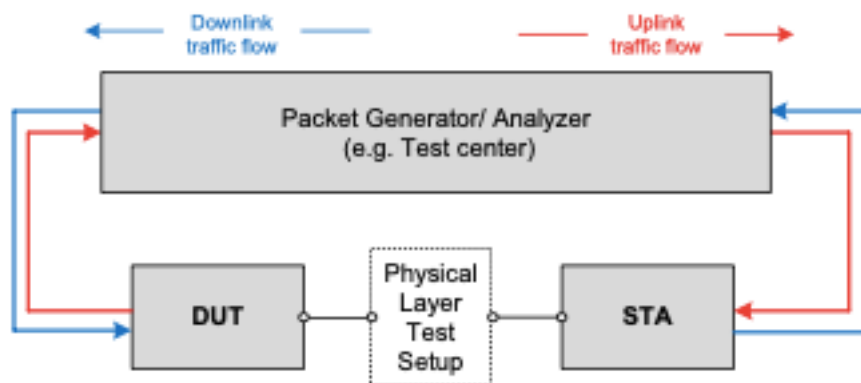 Downlink
traffic flow
Uplink
traffic flow
Packet Generator/ Analyzer
(e.g. Test center)
DUT
Physical
Layer
Test
Setup
STA